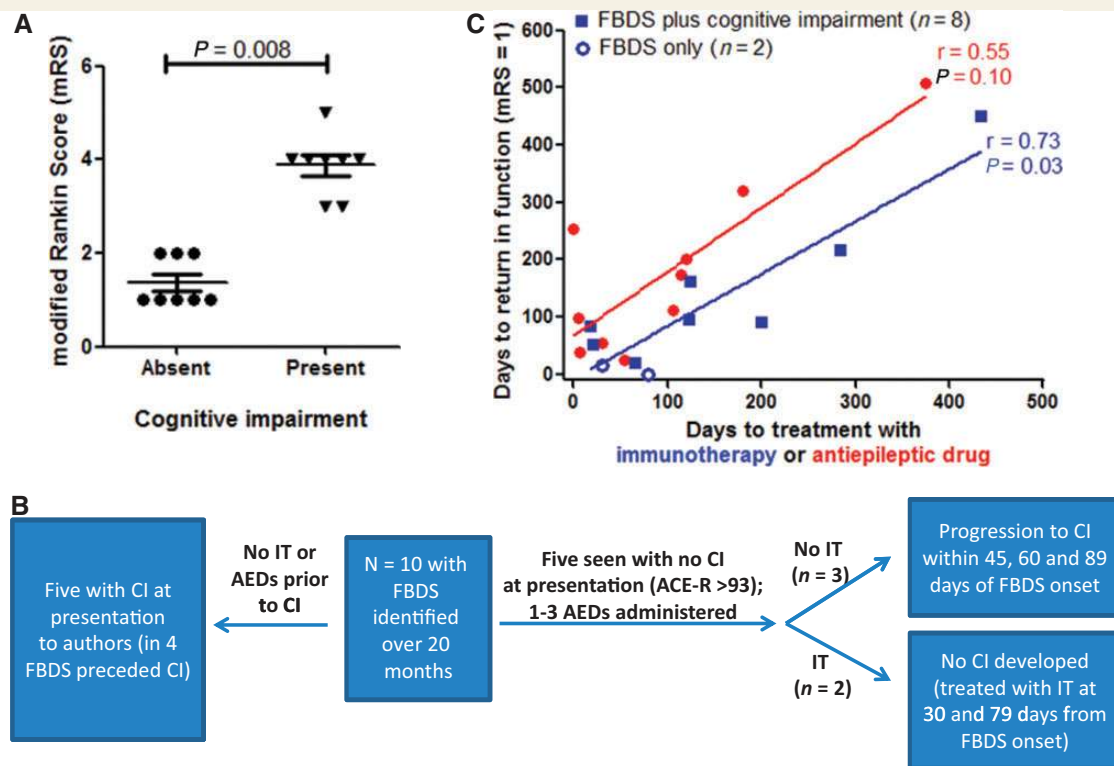 A
P = 0.008
modified Rankin Score (mRS)
6
4
2
0
Absent
Present
Cognitive impairment
C
FBDS plus cognitive impairment (n = 8)
FBDS only (n = 2)
Days to return in function (mRS = 1)
600
500
400
300
200
100
0
r = 0.55
P = 0.10
r = 0.73
P = 0.03
0
100
200
300
400
500
Days to treatment with
immunotherapy or antiepileptic drug
B
Five with CI at
presentation
to authors (in 4
FBDS preceded CI)
No IT or
AEDs prior
to CI
N = 10 with
FBDS
identified
over 20
months
Five seen with no CI
at presentation (ACE-R >93);
1-3 AEDs administered
No IT
(n = 3)
IT
(n = 2)
Progression to CI
within 45, 60 and 89
days of FBDS onset
No CI developed
(treated with IT at
30 and 79 days from
FBDS onset)